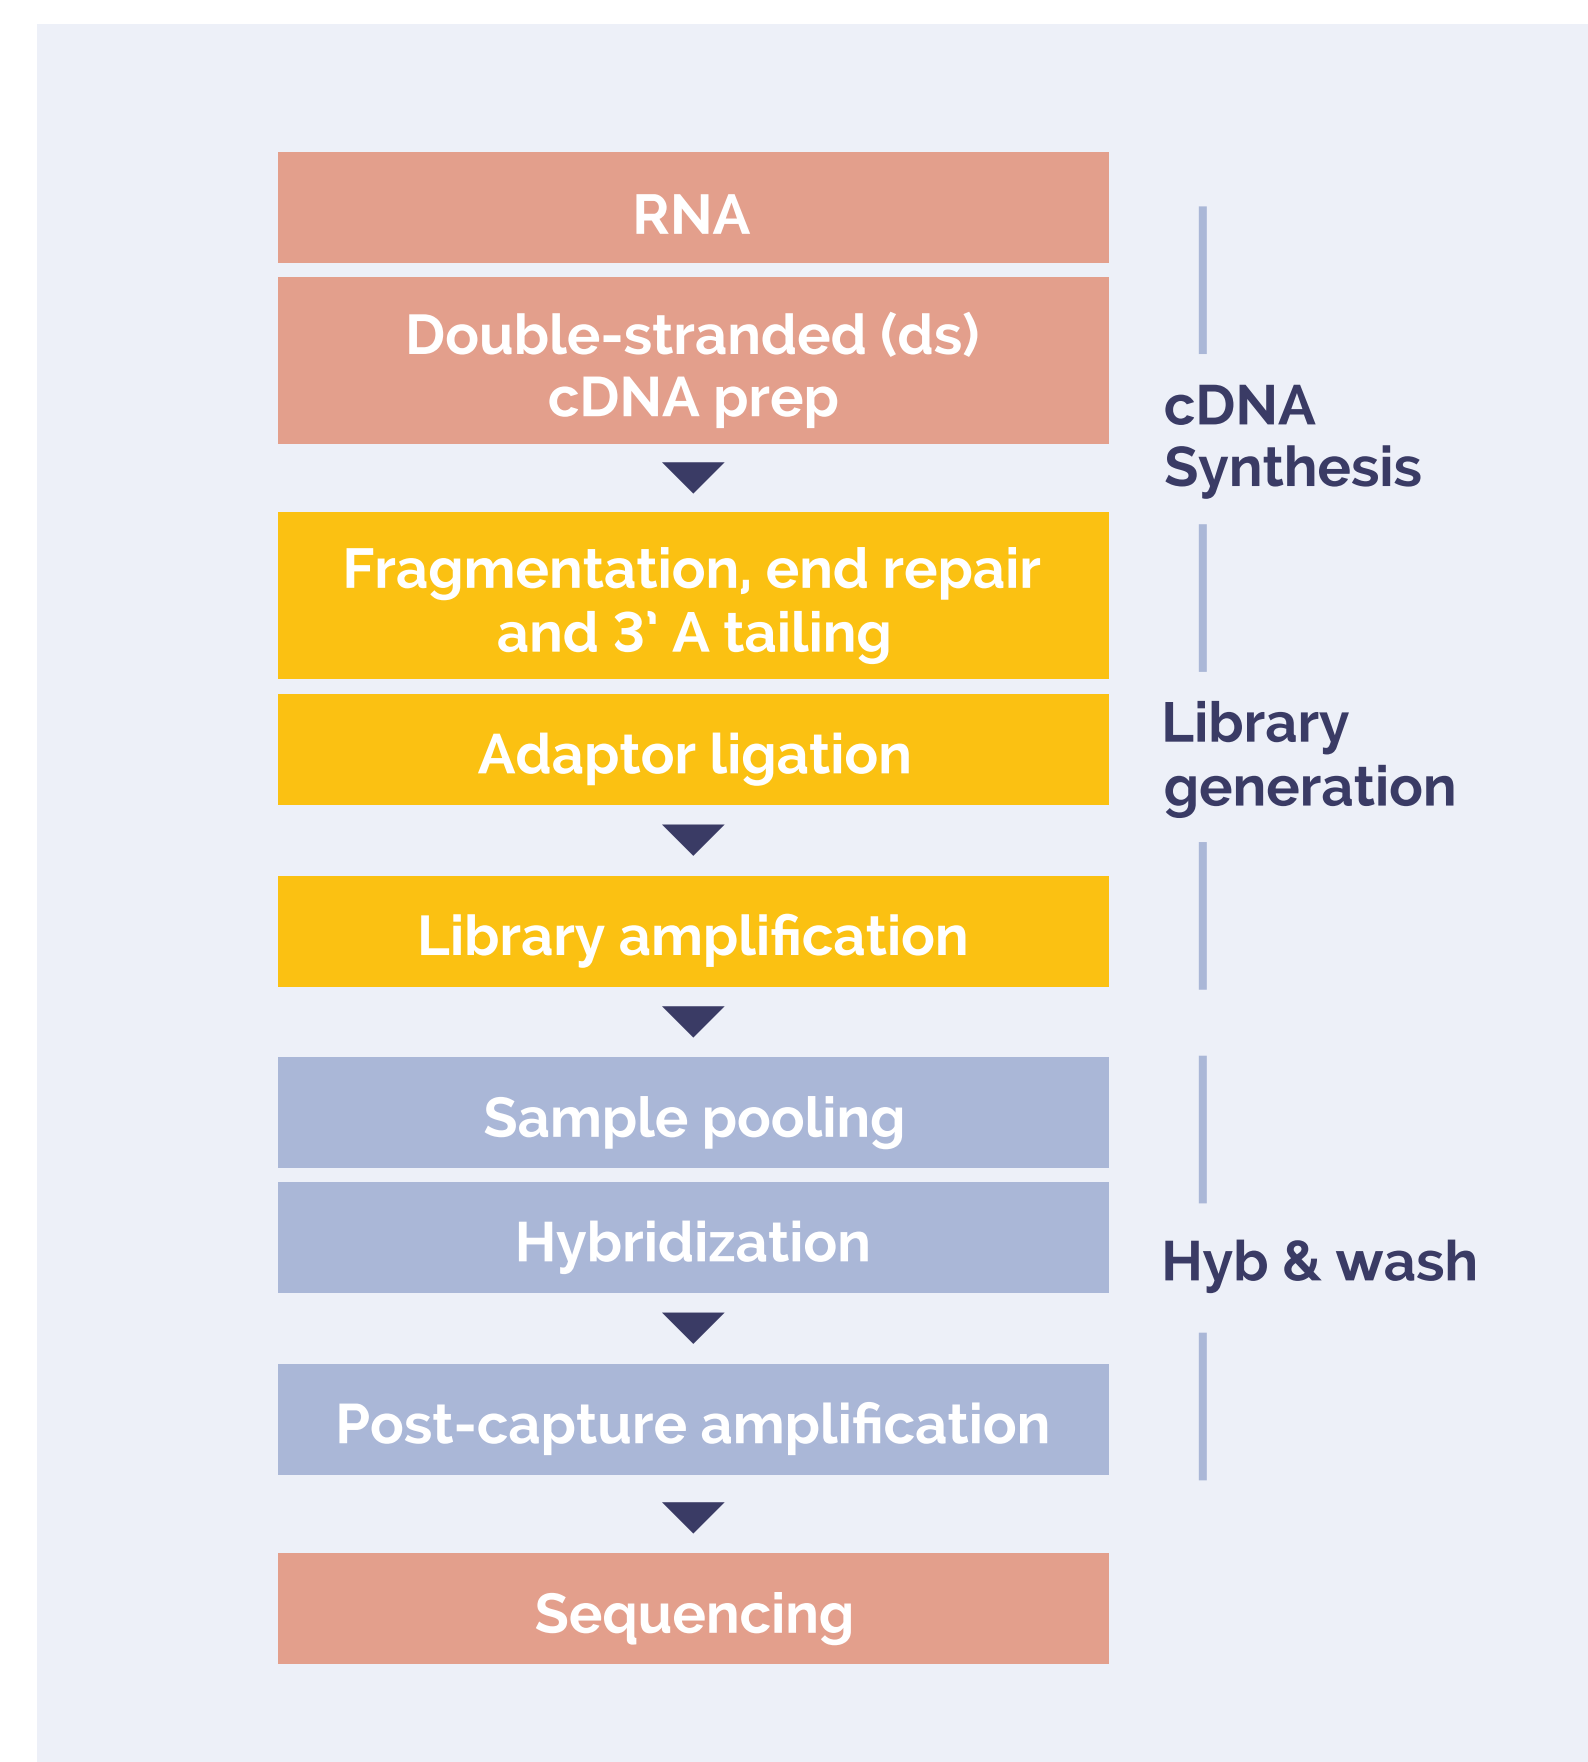 RNA
Double-stranded (ds)
cDNA prep
cDNA
Synthesis
Fragmentation, end repair
and 3’ A tailing
Adaptor ligation
Library
generation
Library amplification
Sample pooling
Hybridization
Hyb & wash
Post-capture amplification
Sequencing